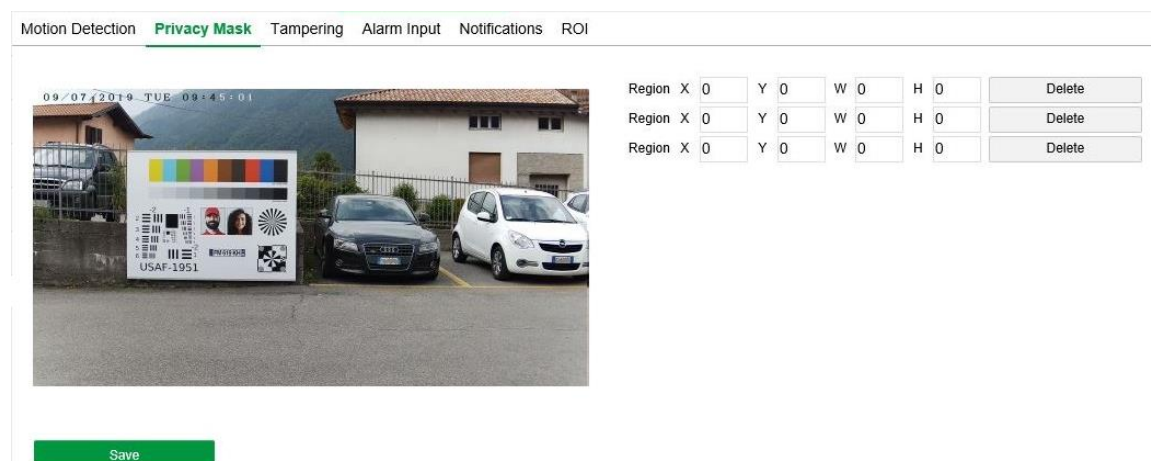 Motion Detection Privacy Mask Tampering Alarm Input Notifications ROI
09/07/2019 TUE 09:45:01
Region X 0 Y 0 W 0 H 0 Delete
Region X 0 Y 0 W 0 H 0 Delete
Region X 0 Y 0 W 0 H 0 Delete
USAF-1951
Save